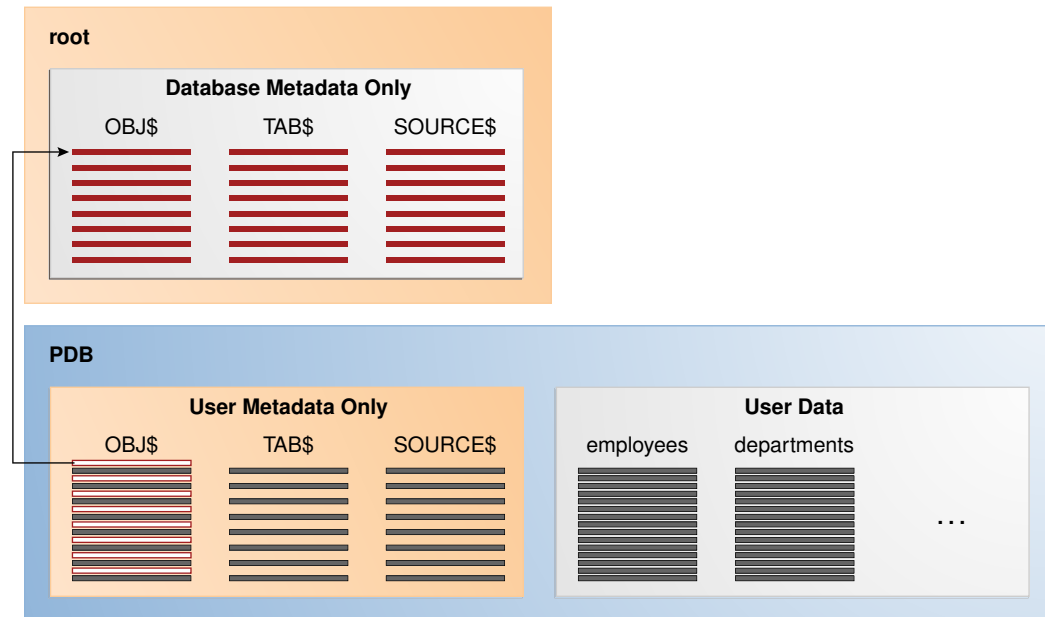 root
Database Metadata Only
OBJ$ TAB$ SOURCE$
PDB
User Metadata Only
OBJ$ TAB$ SOURCE$
User Data
employees departments
...